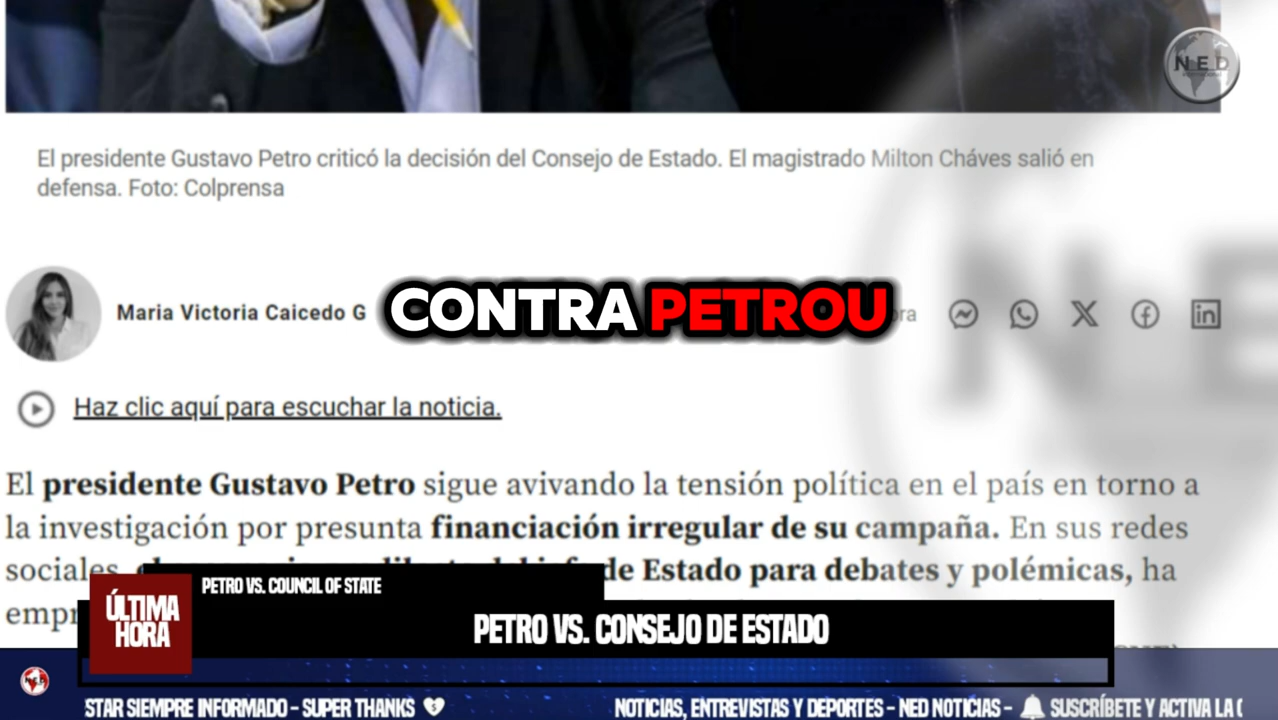 NED
El presidente Gustavo Petro criticó la decisión del Consejo de Estado. El magistrado Milton Cháves salió en
defensa. Foto: Colprensa
Maria Victoria Caicedo G
CONTRA PETROU
Haz clic aquí para escuchar la noticia.
El presidente Gustavo Petro sigue avivando la tensión política en el país en torno a
la investigación por presunta financiación irregular de su campaña. En sus redes
sociales, de Estado para debates y polémicas, ha
PETRO VS. COUNCIL OF STATE
ÚLTIMA
HORA
PETRO VS. CONSEJO DE ESTADO
STAR SIEMPRE INFORMADO - SUPER THANKS
NOTICIAS, ENTREVISTAS Y DEPORTES - NED NOTICIAS -
SUSCRÍBETE Y ACTIVA LA